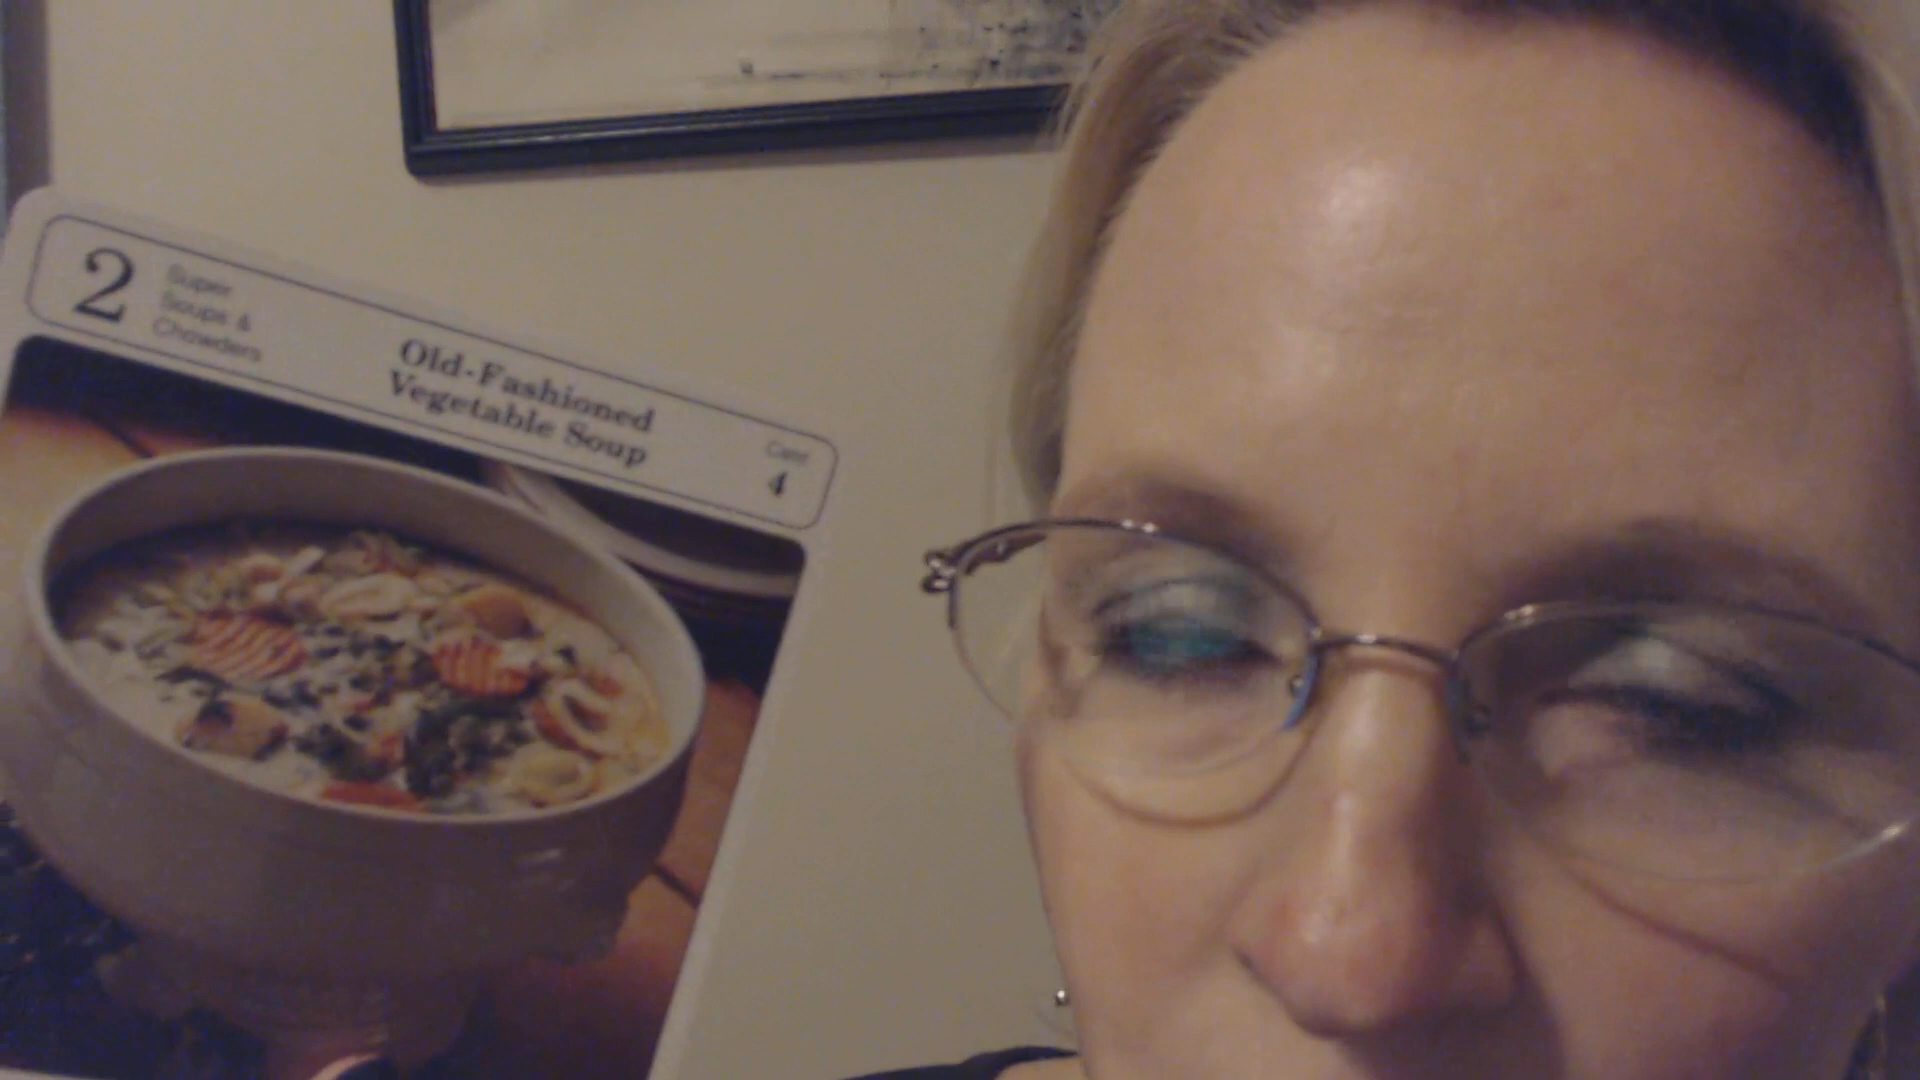 2
Super
Soups &
Chowders
Old-Fashioned
Vegetable Soup
Card
4